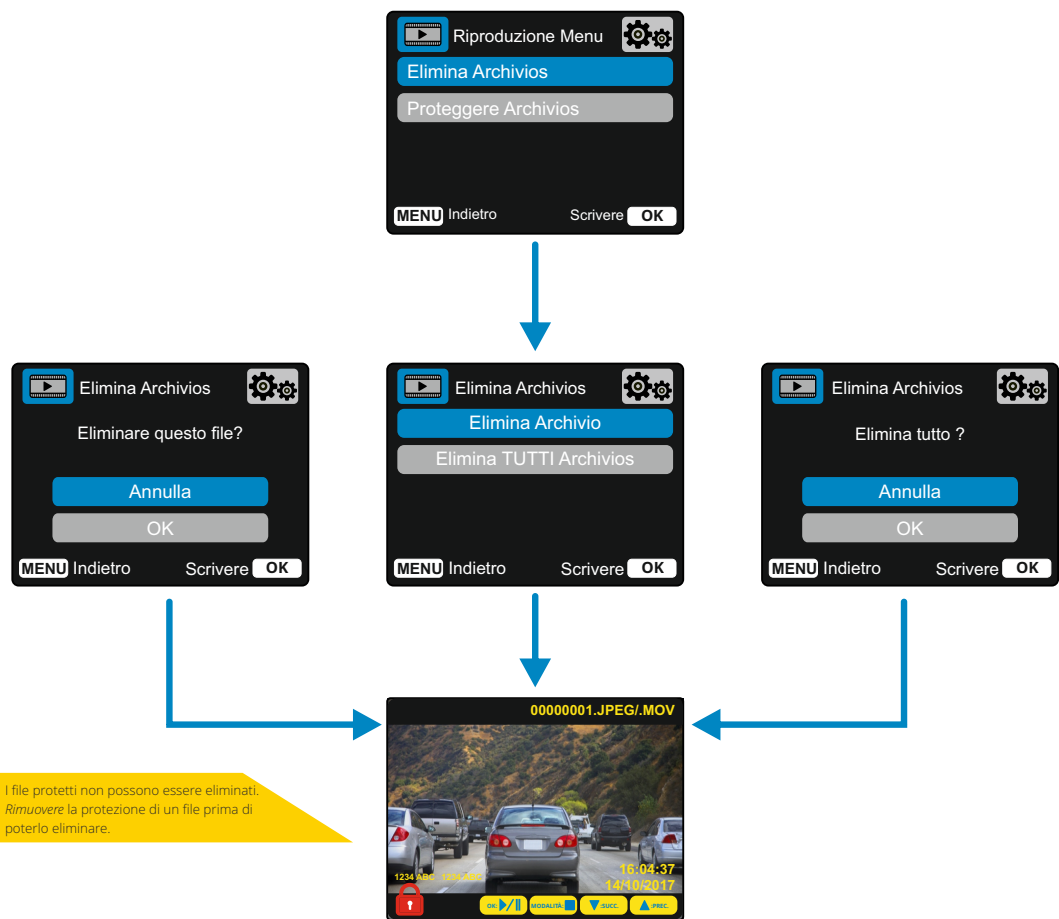 Riproduzione Menu
Elimina Archivios
Proteggere Archivios
MENU Indietro Scrivere OK
Elimina Archivios
Eliminare questo file?
Annulla
OK
MENU Indietro Scrivere OK
Elimina Archivios
Elimina Archivio
Elimina TUTTI Archivios
MENU Indietro Scrivere OK
Elimina Archivios
Elimina tutto ?
Annulla
OK
MENU Indietro Scrivere OK
00000001.JPEG/.MOV
I file protetti non possono essere eliminati.
Rimuovere la protezione di un file prima di
poterlo eliminare.
1234 ABC 1234 ABC
16:04:37
14/10/2017
OK: MODALITÀ: :SUCC. :PREC.